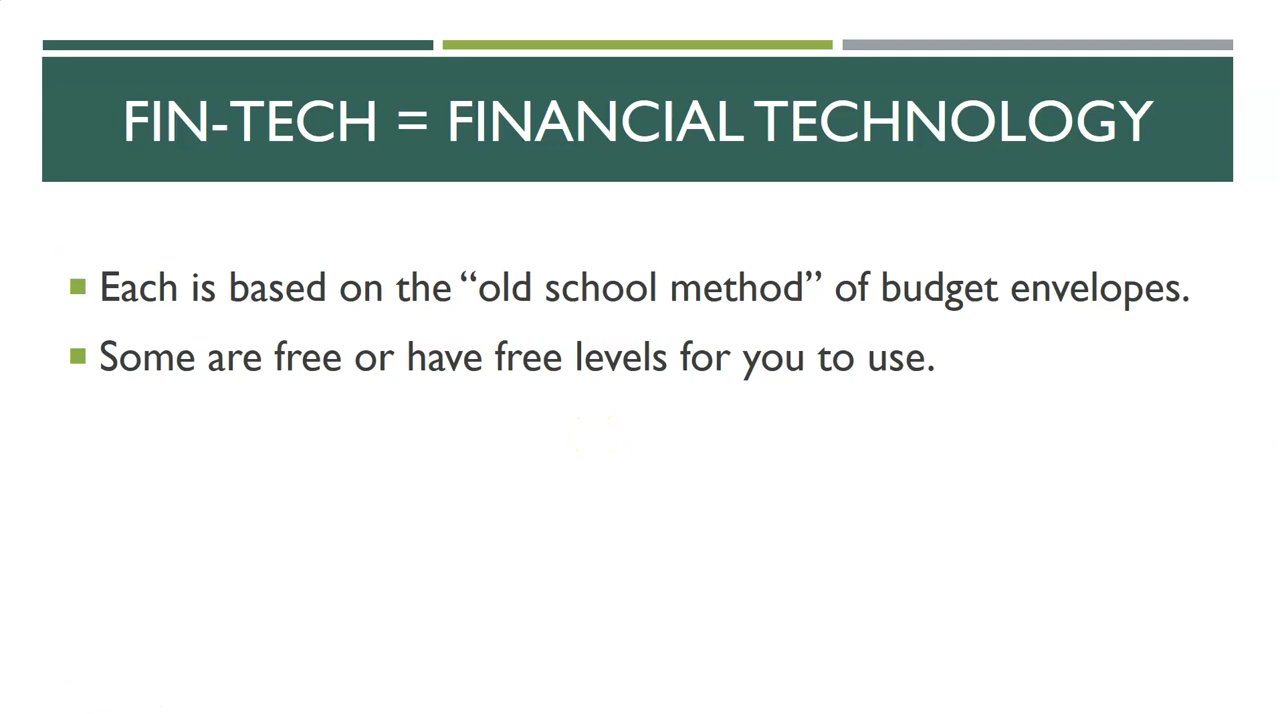 FIN-TECH = FINANCIAL TECHNOLOGY
Each is based on the “old school method” of budget envelopes.
Some are free or have free levels for you to use.